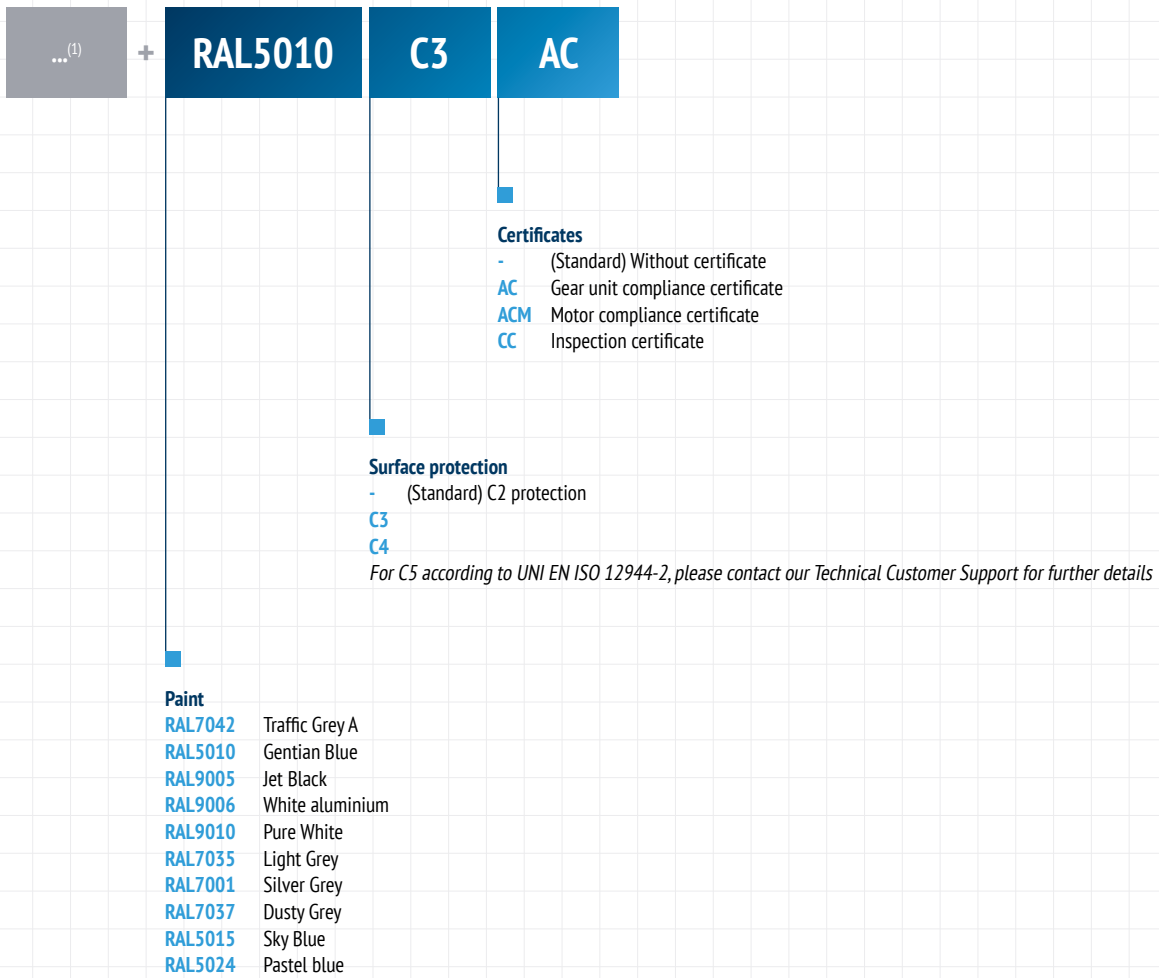 ...(1) + RAL5010 C3 AC
Certificates
- (Standard) Without certificate
AC Gear unit compliance certificate
ACM Motor compliance certificate
CC Inspection certificate
Surface protection
- (Standard) C2 protection
C3
C4
For C5 according to UNI EN ISO 12944-2, please contact our Technical Customer Support for further details
Paint
RAL7042 Traffic Grey A
RAL5010 Gentian Blue
RAL9005 Jet Black
RAL9006 White aluminium
RAL9010 Pure White
RAL7035 Light Grey
RAL7001 Silver Grey
RAL7037 Dusty Grey
RAL5015 Sky Blue
RAL5024 Pastel blue